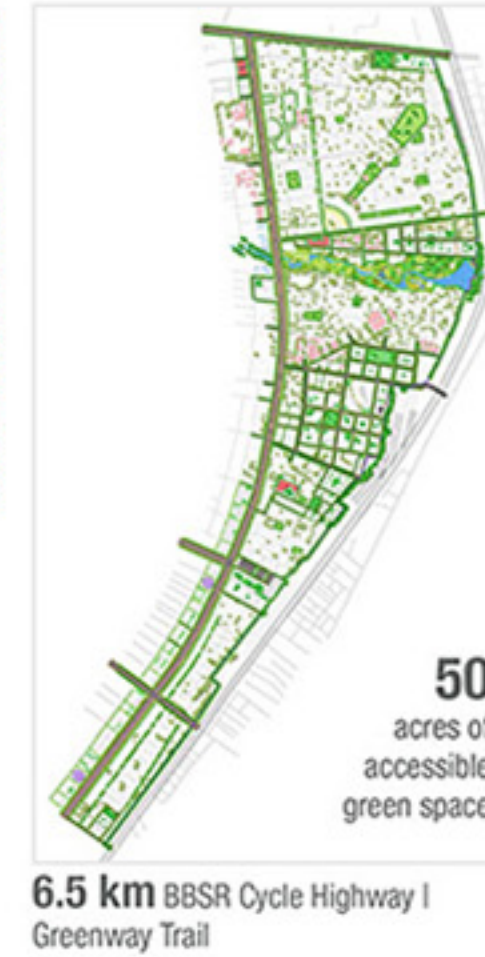 50
acres of
accessible
green space
6.5 km BBSR Cycle Highway |
Greenway Trail